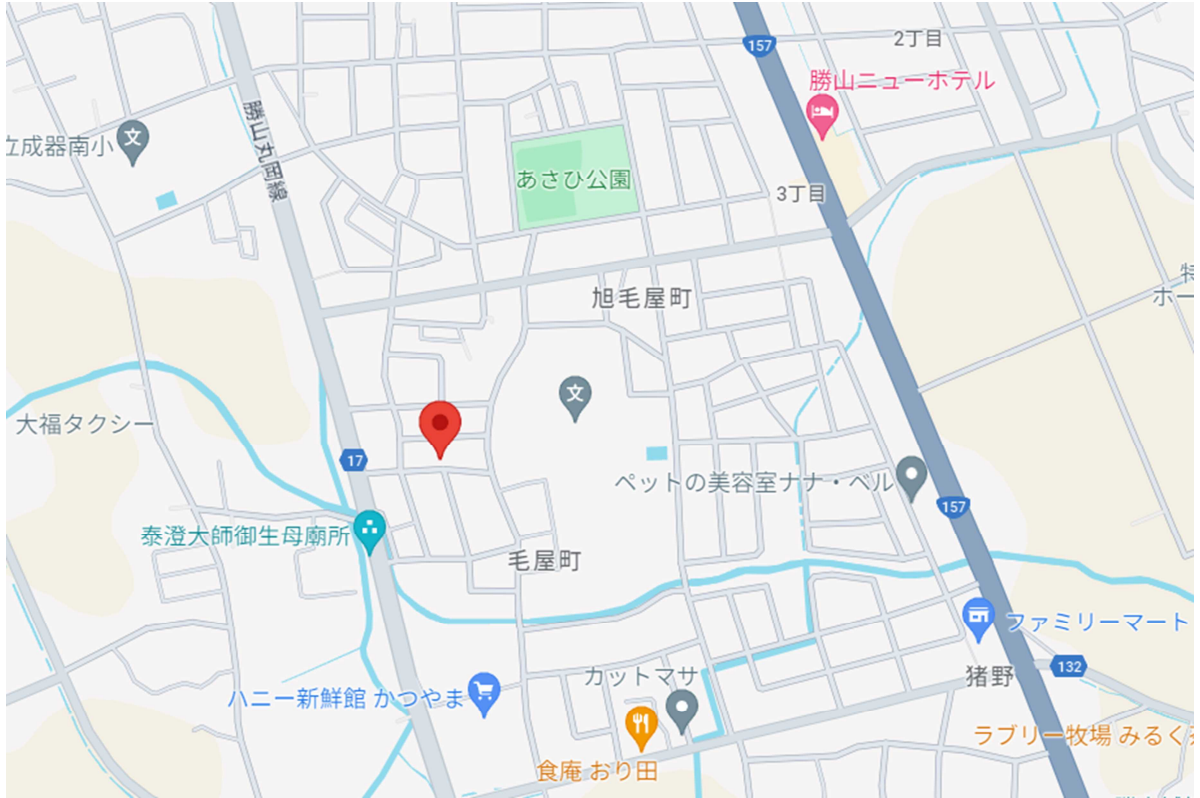 157
2丁目
勝山ニューホテル
勝山丸岡線
文
立成器南小
あさひ公園
3丁目
旭毛屋町
特
ホー
文
大福タクシー
17
ペットの美容室ナナ・ベル
157
泰澄大師御生母廟所
毛屋町
ファミリーマート
132
猪野
カットマサ
ハニー新鮮館 かつやま
ラブリー牧場 みるく
食庵 おり田